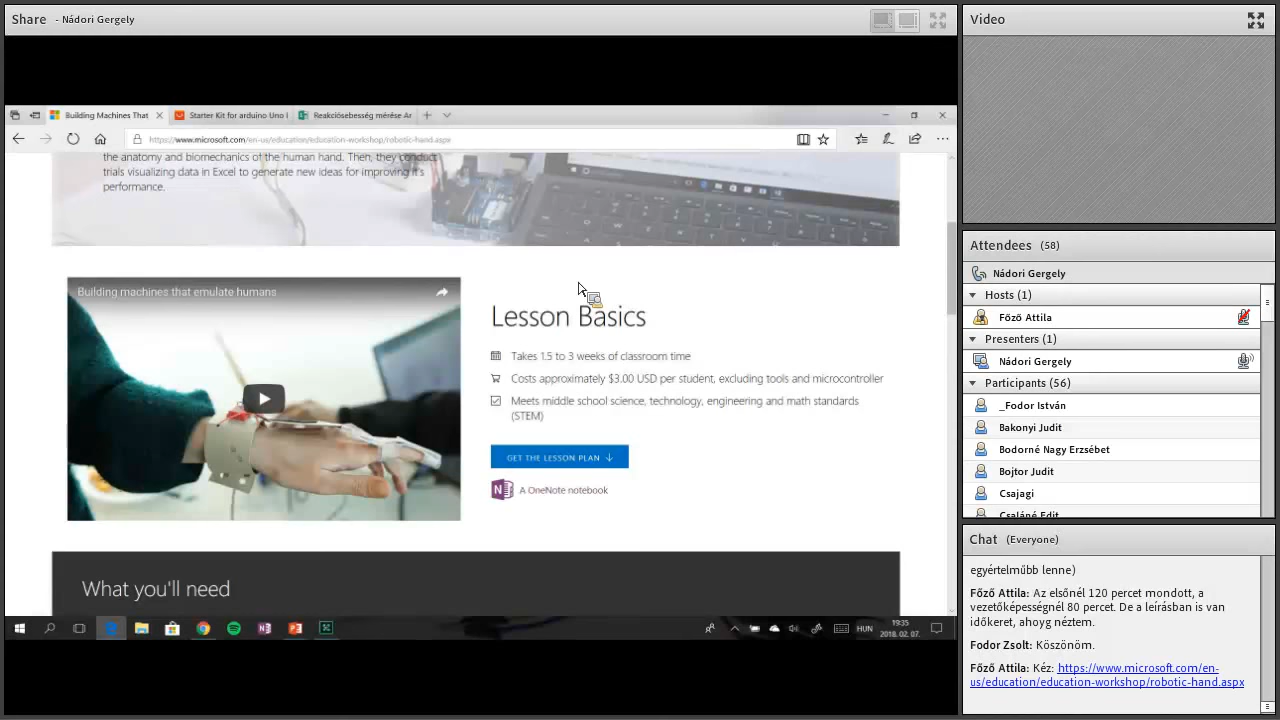 Share - Nádori Gergely
Building Machines That
Starter Kit for arduino Uno I
Reakciósebesség mérése Ar
https://www.microsoft.com/en-us/education/education-workshop/robotic-hand.aspx
the anatomy and biomechanics of the human hand. Then, they conduct
trials visualizing data in Excel to generate new ideas for improving it's
performance.
Building machines that emulate humans
Lesson Basics
Takes 1.5 to 3 weeks of classroom time
Costs approximately $3.00 USD per student, excluding tools and microcontroller
Meets middle school science, technology, engineering and math standards
(STEM)
GET THE LESSON PLAN
A OneNote notebook
What you'll need
HUN
19:35
2018. 02. 07.
Video
Attendees (58)
Nádori Gergely
Hosts (1)
Főző Attila
Presenters (1)
Nádori Gergely
Participants (56)
_Fodor István
Bakonyi Judit
Bodorné Nagy Erzsébet
Bojtor Judit
Csajagi
Csaláné Edit
Chat (Everyone)
egyértelműbb lenne)
Főző Attila: Az elsőnél 120 percet mondott, a
vezetőképességnél 80 percet. De a leírásban is van
időkeret, ahogy néztem.
Fodor Zsolt: Köszönöm.
Főző Attila: Kéz: https://www.microsoft.com/en-
us/education/education-workshop/robotic-hand.aspx